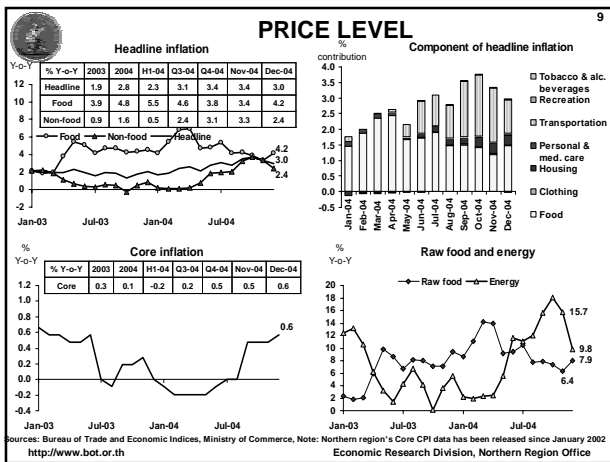 9
PRICE LEVEL
Headline inflation
%
Y-o-Y
% Y-o-Y 2003 2004 H1-04 Q3-04 Q4-04 Nov-04 Dec-04
Headline 1.9 2.8 2.3 3.1 3.4 3.4 3.0
Food 3.9 4.8 5.5 4.6 3.8 3.4 4.2
Non-food 0.9 1.6 0.5 2.4 3.1 3.3 2.4
Food Non-food Headline
12
10
8
6
4
2
0
-2
4.2
3.0
2.4
Jan-03 Jul-03 Jan-04 Jul-04
Component of headline inflation
%
contribution
4.0
3.5
3.0
2.5
2.0
1.5
1.0
0.5
0.0
-0.5
Jan-04 Feb-04 Mar-04 Apr-04 May-04 Jun-04 Jul-04 Aug-04 Sep-04 Oct-04 Nov-04 Dec-04
Tobacco & alc.
beverages
Recreation
Transportation
Personal &
med. care
Housing
Clothing
Food
Core inflation
%
Y-o-Y
% Y-o-Y 2003 2004 H1-04 Q3-04 Q4-04 Nov-04 Dec-04
Core 0.3 0.1 -0.2 0.2 0.5 0.5 0.6
1.2
1.0
0.8
0.6
0.4
0.2
0.0
-0.2
-0.4
0.6
Jan-03 Jul-03 Jan-04 Jul-04
Raw food and energy
%
Y-o-Y
Raw food Energy
20
18
16
14
12
10
8
6
4
2
0
15.7
9.8
7.9
6.4
Jan-03 Jul-03 Jan-04 Jul-04
Sources: Bureau of Trade and Economic Indices, Ministry of Commerce, Note: Northern region's Core CPI data has been released since January 2002
http://www.bot.or.th Economic Research Division, Northern Region Office